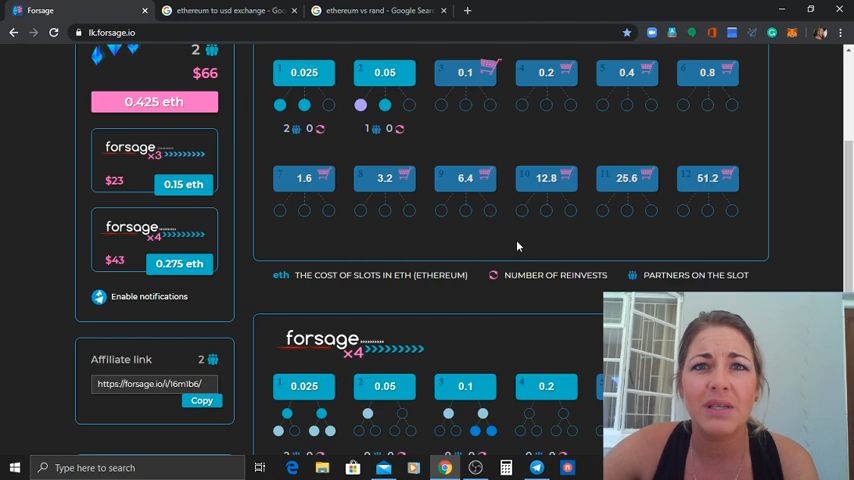 Forsage
ethereum to usd exchange - Goo
ethereum vs rand - Google Sear
lk.forsage.io
2
$66
0.425 eth
forsage
x3
$23
0.15 eth
forsage
x4
$43
0.275 eth
Enable notifications
Affiliate link
2
https://forsage.io/i/16m1b6/
Copy
1 0.025
2 0.05
3 0.1
4 0.2
5 0.4
6 0.8
2 0
1 0
7 1.6
8 3.2
9 6.4
10 12.8
11 25.6
12 51.2
eth THE COST OF SLOTS IN ETH (ETHEREUM)
NUMBER OF REINVESTS
PARTNERS ON THE SLOT
forsage
x4
1 0.025
2 0.05
3 0.1
4 0.2
5
Type here to search